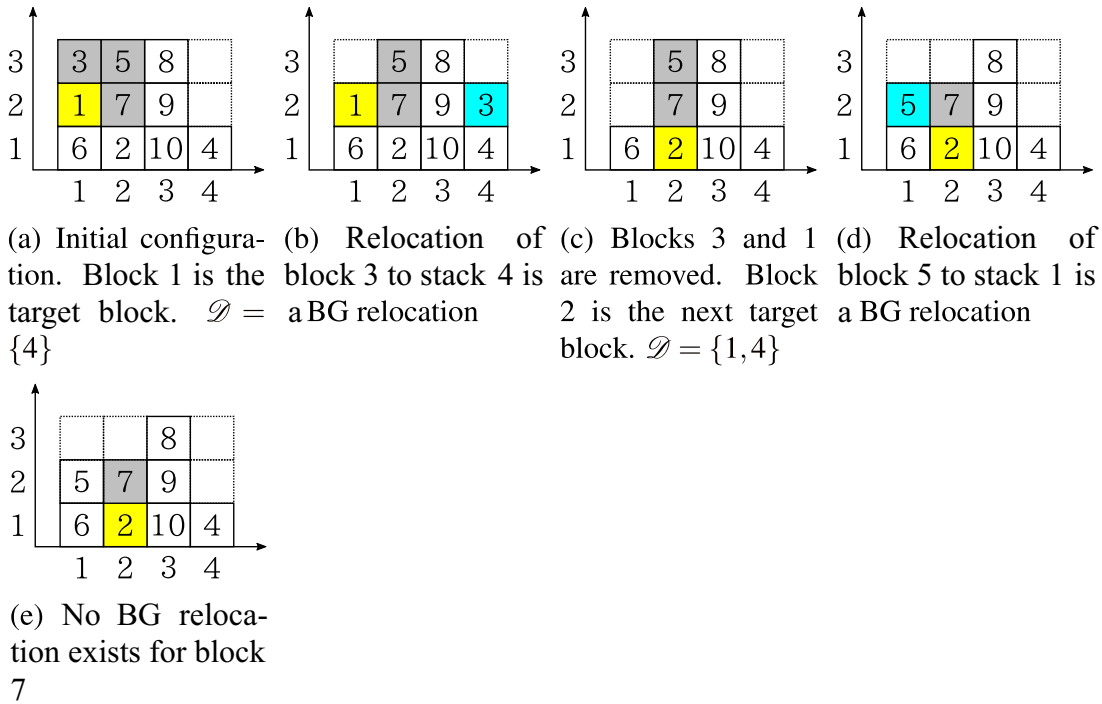 3 3 5 8
2 1 7 9
1 6 2 10 4
1 2 3 4
(a) Initial configura-
tion. Block 1 is the
target block. 𝒟 =
{4}
3 5 8
2 1 7 9 3
1 6 2 10 4
1 2 3 4
(b) Relocation of
block 3 to stack 4 is
a BG relocation
3 5 8
2 7 9
1 6 2 10 4
1 2 3 4
(c) Blocks 3 and 1
are removed. Block
2 is the next target
block. 𝒟 = {1,4}
3 8
2 5 7 9
1 6 2 10 4
1 2 3 4
(d) Relocation of
block 5 to stack 1 is
a BG relocation
3 8
2 5 7 9
1 6 2 10 4
1 2 3 4
(e) No BG reloca-
tion exists for block
7